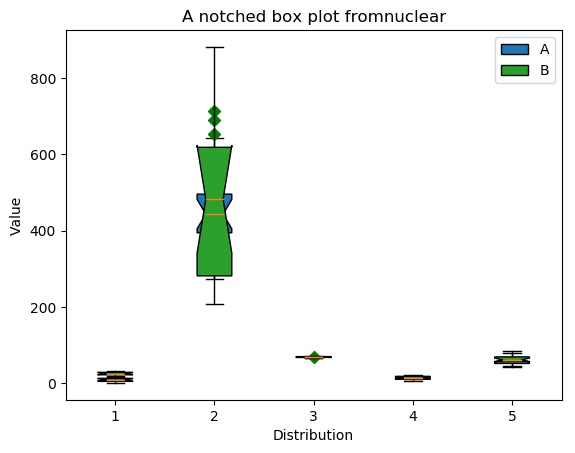 A notched box plot fromnuclear
A
B
Value
800
600
400
200
0
1 2 3 4 5
Distribution